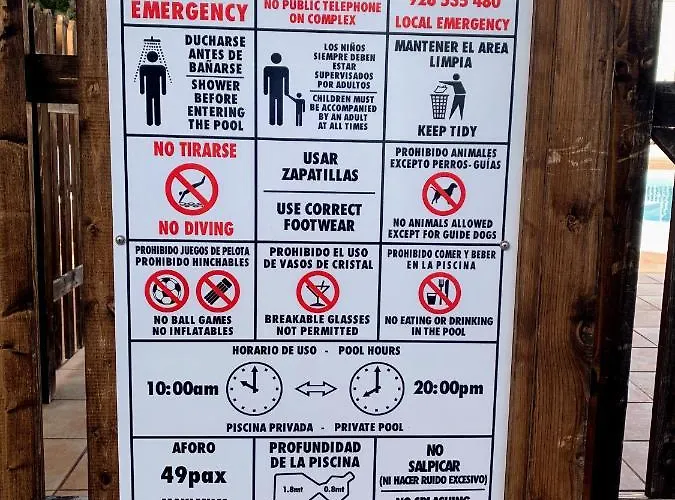 EMERGENCY
NO PUBLIC TELEPHONE
ON COMPLEX
LOCAL EMERGENCY
DUCHARSE
ANTES DE
BAÑARSE
SHOWER
BEFORE
ENTERING
THE POOL
LOS NIÑOS
SIEMPRE DEBEN
ESTAR
SUPERVISADOS
POR ADULTOS
CHILDREN MUST
BE ACCOMPANIED
BY AN ADULT
AT ALL TIMES
MANTENER EL AREA
LIMPIA
KEEP TIDY
NO TIRARSE
NO DIVING
USAR
ZAPATILLAS
USE CORRECT
FOOTWEAR
PROHIBIDO ANIMALES
EXCEPTO PERROS-GUÍAS
NO ANIMALS ALLOWED
EXCEPT FOR GUIDE DOGS
PROHIBIDO JUEGOS DE PELOTA
PROHIBIDO HINCHABLES
NO BALL GAMES
NO INFLATABLES
PROHIBIDO EL USO
DE VASOS DE CRISTAL
BREAKABLE GLASSES
NOT PERMITTED
PROHIBIDO COMER Y BEBER
EN LA PISCINA
NO EATING OR DRINKING
IN THE POOL
HORARIO DE USO - POOL HOURS
10:00am 20:00pm
PISCINA PRIVADA - PRIVATE POOL
AFORO
49pax
PROFUNDIDAD
DE LA PISCINA
1.8mt 0.8mt
NO
SALPICAR
(NI HACER RUIDO EXCESIVO)
NO SPLASHING